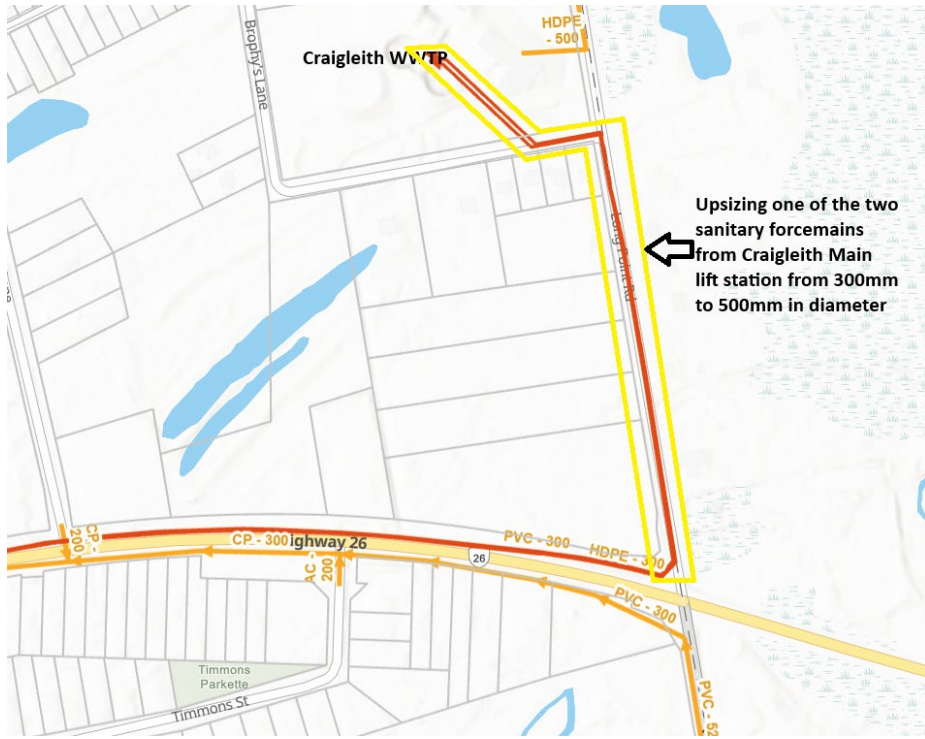 HDPE
- 500
Brophy's Lane
Craigleith WWTP
Upsizing one of the two
sanitary forcemains
from Craigleith Main
lift station from 300mm
to 500mm in diameter
Long Point Rd
CP - 300
ighway 26
PVC - 300
HDPE - 300
26
CP -
200
AC -
200
PVC - 300
Timmons
Parkette
Timmons St
PVC - 52